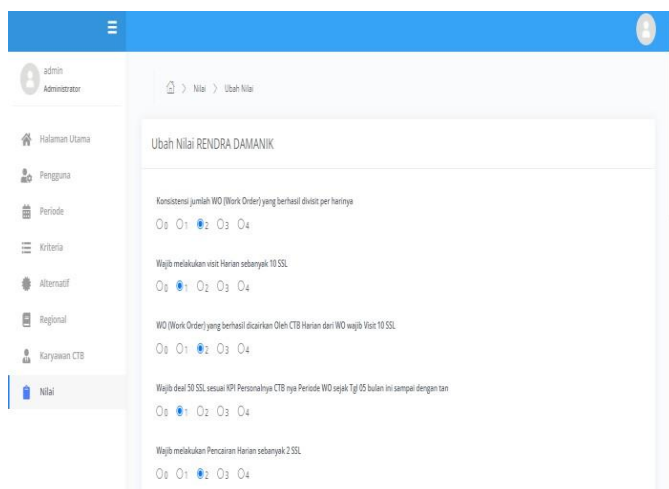 admin
Administrator
Nilai > Ubah Nilai
Halaman Utama
Pengguna
Periode
Kriteria
Alternatif
Regional
Karyawan CTB
Nilai
Ubah Nilai RENDRA DAMANIK
Konsistensi jumlah WO (Work Order) yang berhasil divisit per harinya
0 1 2 3 4
Wajib melakukan visit Harian sebanyak 10 SSL
0 1 2 3 4
WO (Work Order) yang berhasil dicairkan Oleh CTB Harian dari WO wajib Visit 10 SSL
0 1 2 3 4
Wajib deal 50 SSL sesuai KPI Personalnya CTB nya Periode WO sejak Tgl 05 bulan ini sampai dengan tan
0 1 2 3 4
Wajib melakukan Pencairan Harian sebanyak 2 SSL
0 1 2 3 4